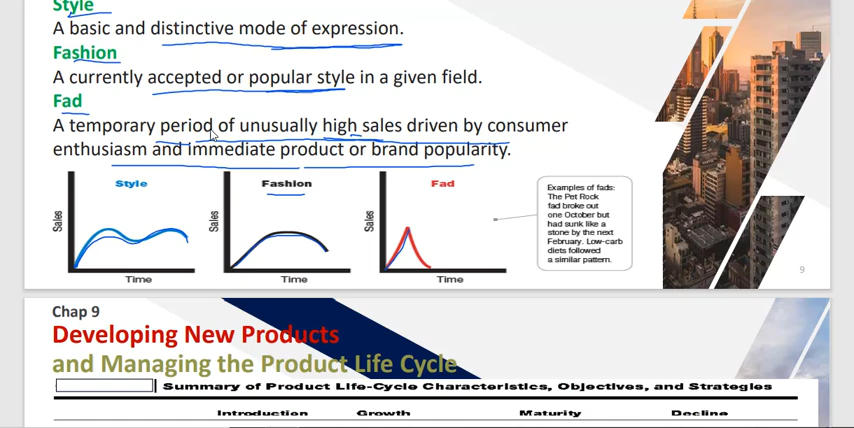 Style
A basic and distinctive mode of expression.
Fashion
A currently accepted or popular style in a given field.
Fad
A temporary period of unusually high sales driven by consumer
enthusiasm and immediate product or brand popularity.
Style
Sales
Time
Fashion
Sales
Time
Fad
Sales
Time
Examples of fads:
The Pet Rock
fad broke out
one October but
had sunk like a
stone by the next
February. Low-carb
diets followed
a similar pattern.
9
Chap 9
Developing New Products
and Managing the Product Life Cycle
Summary of Product Life-Cycle Characteristics, Objectives, and Strategies
Introduction Growth Maturity Decline